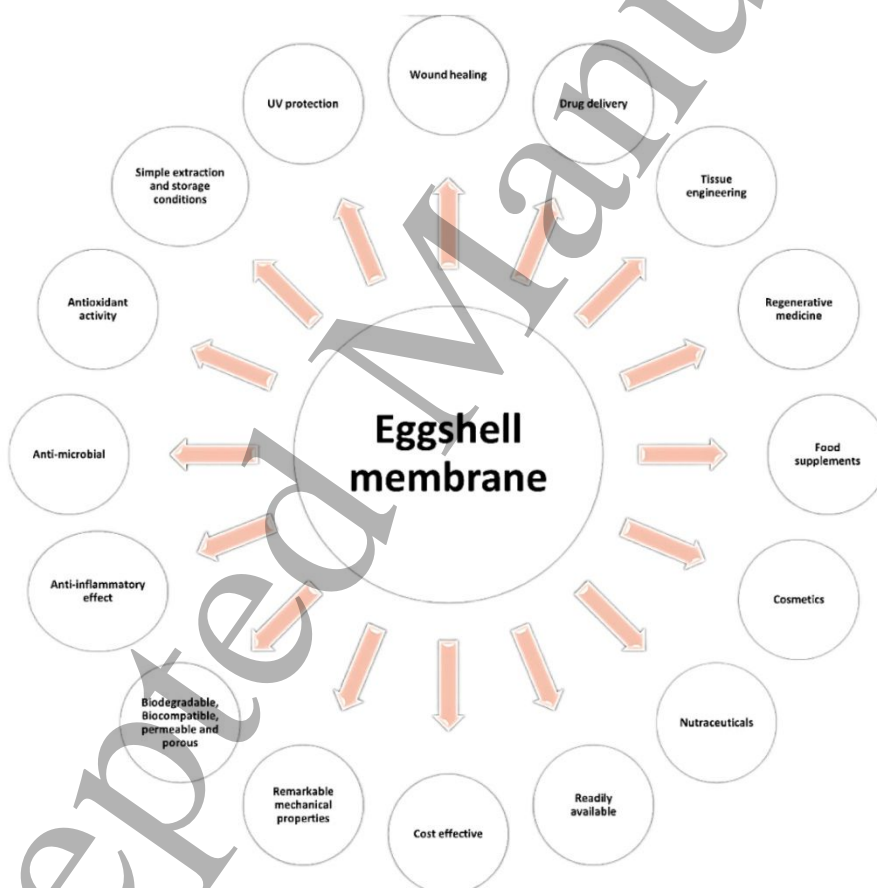 Wound healing
Drug delivery
Tissue
engineering
Regenerative
medicine
Food
supplements
Cosmetics
Nutraceuticals
Readily
available
Cost effective
Remarkable
mechanical
properties
Biodegradable,
Biocompatible,
permeable and
porous
Anti-inflammatory
effect
Anti-microbial
Antioxidant
activity
Simple extraction
and storage
conditions
UV protection
Eggshell
membrane
epted Manu